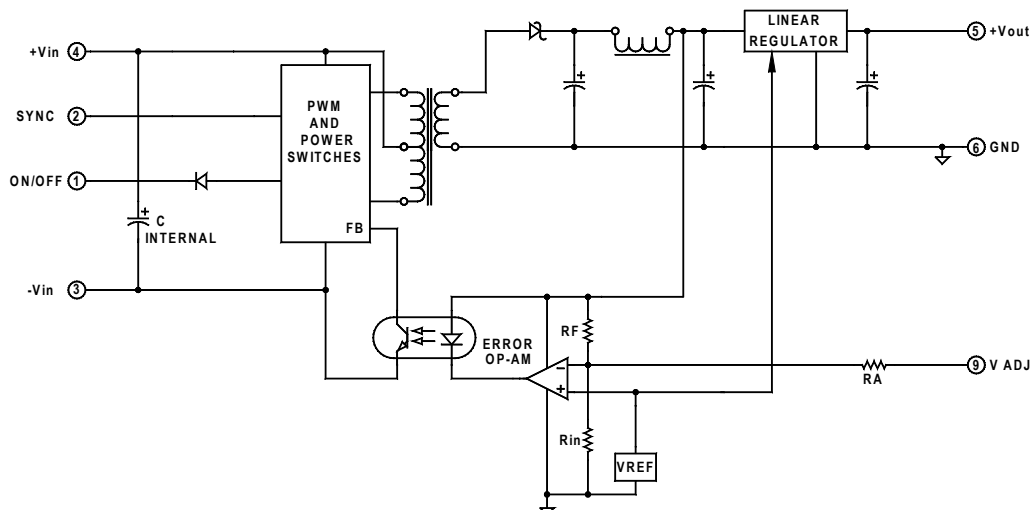 LINEAR
REGULATOR
5 +Vout
+Vin 4
SYNC 2
PWM
AND
POWER
SWITCHES
+
+
+
6 GND
ON/OFF 1
+
C
INTERNAL
FB
-Vin 3
ERROR
OP-AM
RF
−
+
RA
9 V ADJ
Rin
VREF